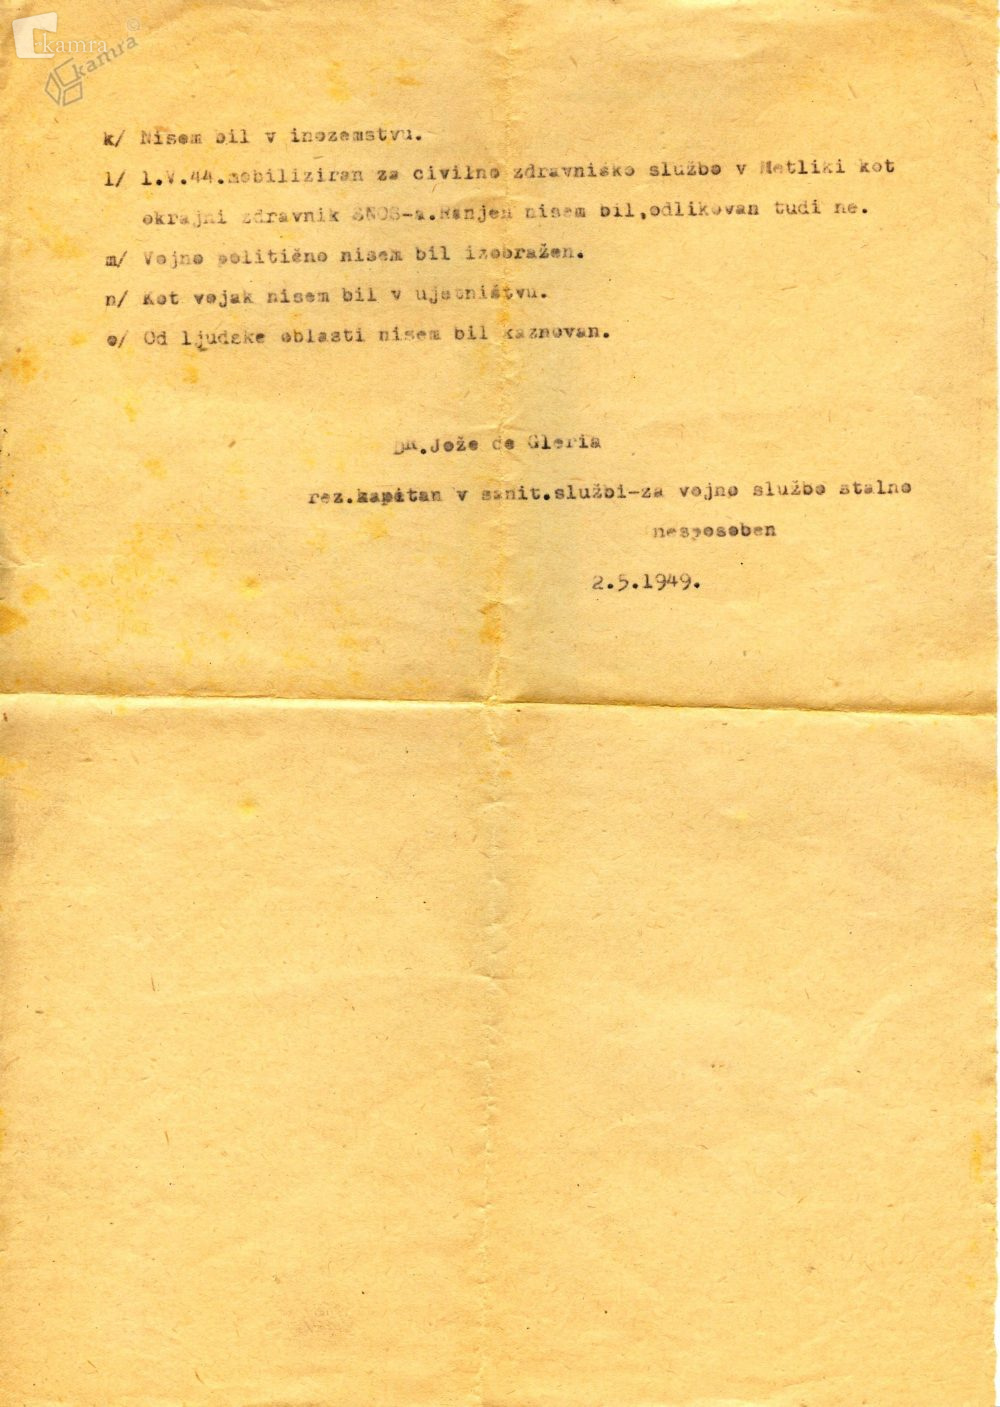 kamra
kamra ©
k/ Nisem bil v inozemstvu.
l/ 1.V.44.mobiliziran za civilno zdravniško službo v Metliki kot
okrajni zdravnik SNOS-a.Ranjen nisem bil,odlikovan tudi ne.
m/ Vojno politično nisem bil izobražen.
n/ Kot vojak nisem bil v ujetništvu.
o/ Od ljudske oblasti nisem bil kaznovan.
DR.Jože de Gleria
rez.kapetan v sanit.službi-za vojno službo stalno
nesposoben
2.5.1949.